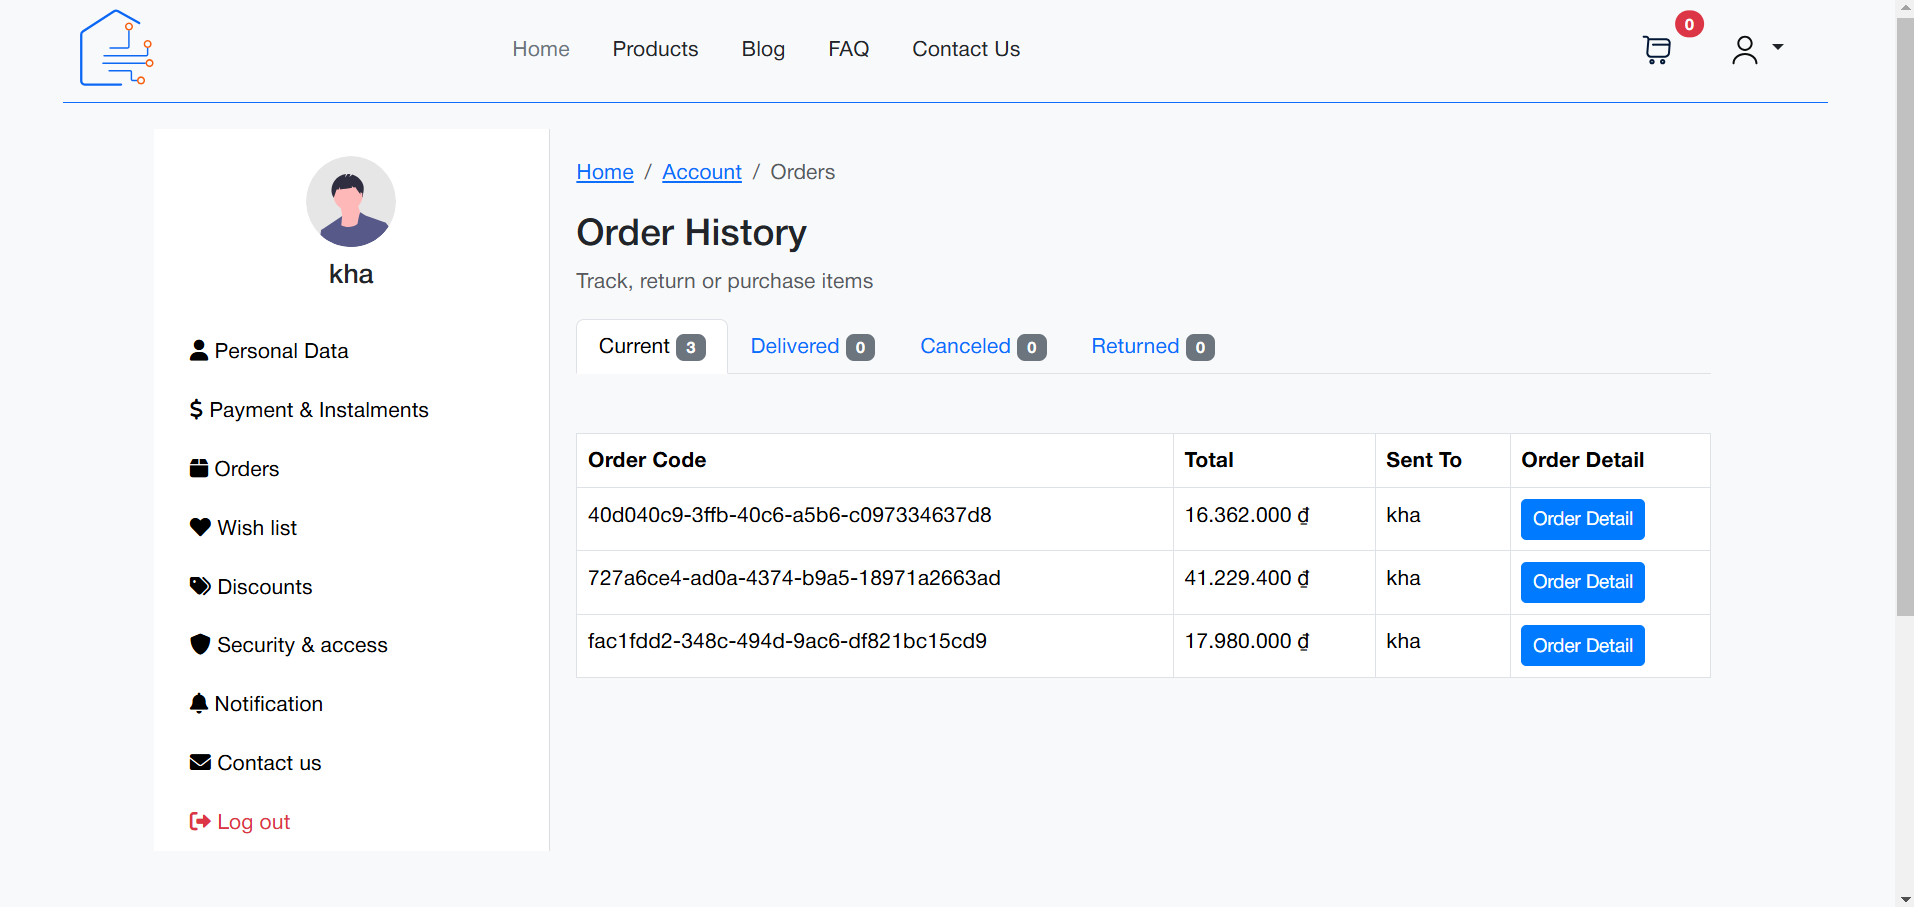 Home Products Blog FAQ Contact Us 0
kha
Personal Data
Payment & Instalments
Orders
Wish list
Discounts
Security & access
Notification
Contact us
Log out
Home / Account / Orders
Order History
Track, return or purchase items
Current 3 Delivered 0 Canceled 0 Returned 0
Order Code Total Sent To Order Detail
40d040c9-3ffb-40c6-a5b6-c097334637d8 16.362.000 ₫ kha Order Detail
727a6ce4-ad0a-4374-b9a5-18971a2663ad 41.229.400 ₫ kha Order Detail
fac1fdd2-348c-494d-9ac6-df821bc15cd9 17.980.000 ₫ kha Order Detail